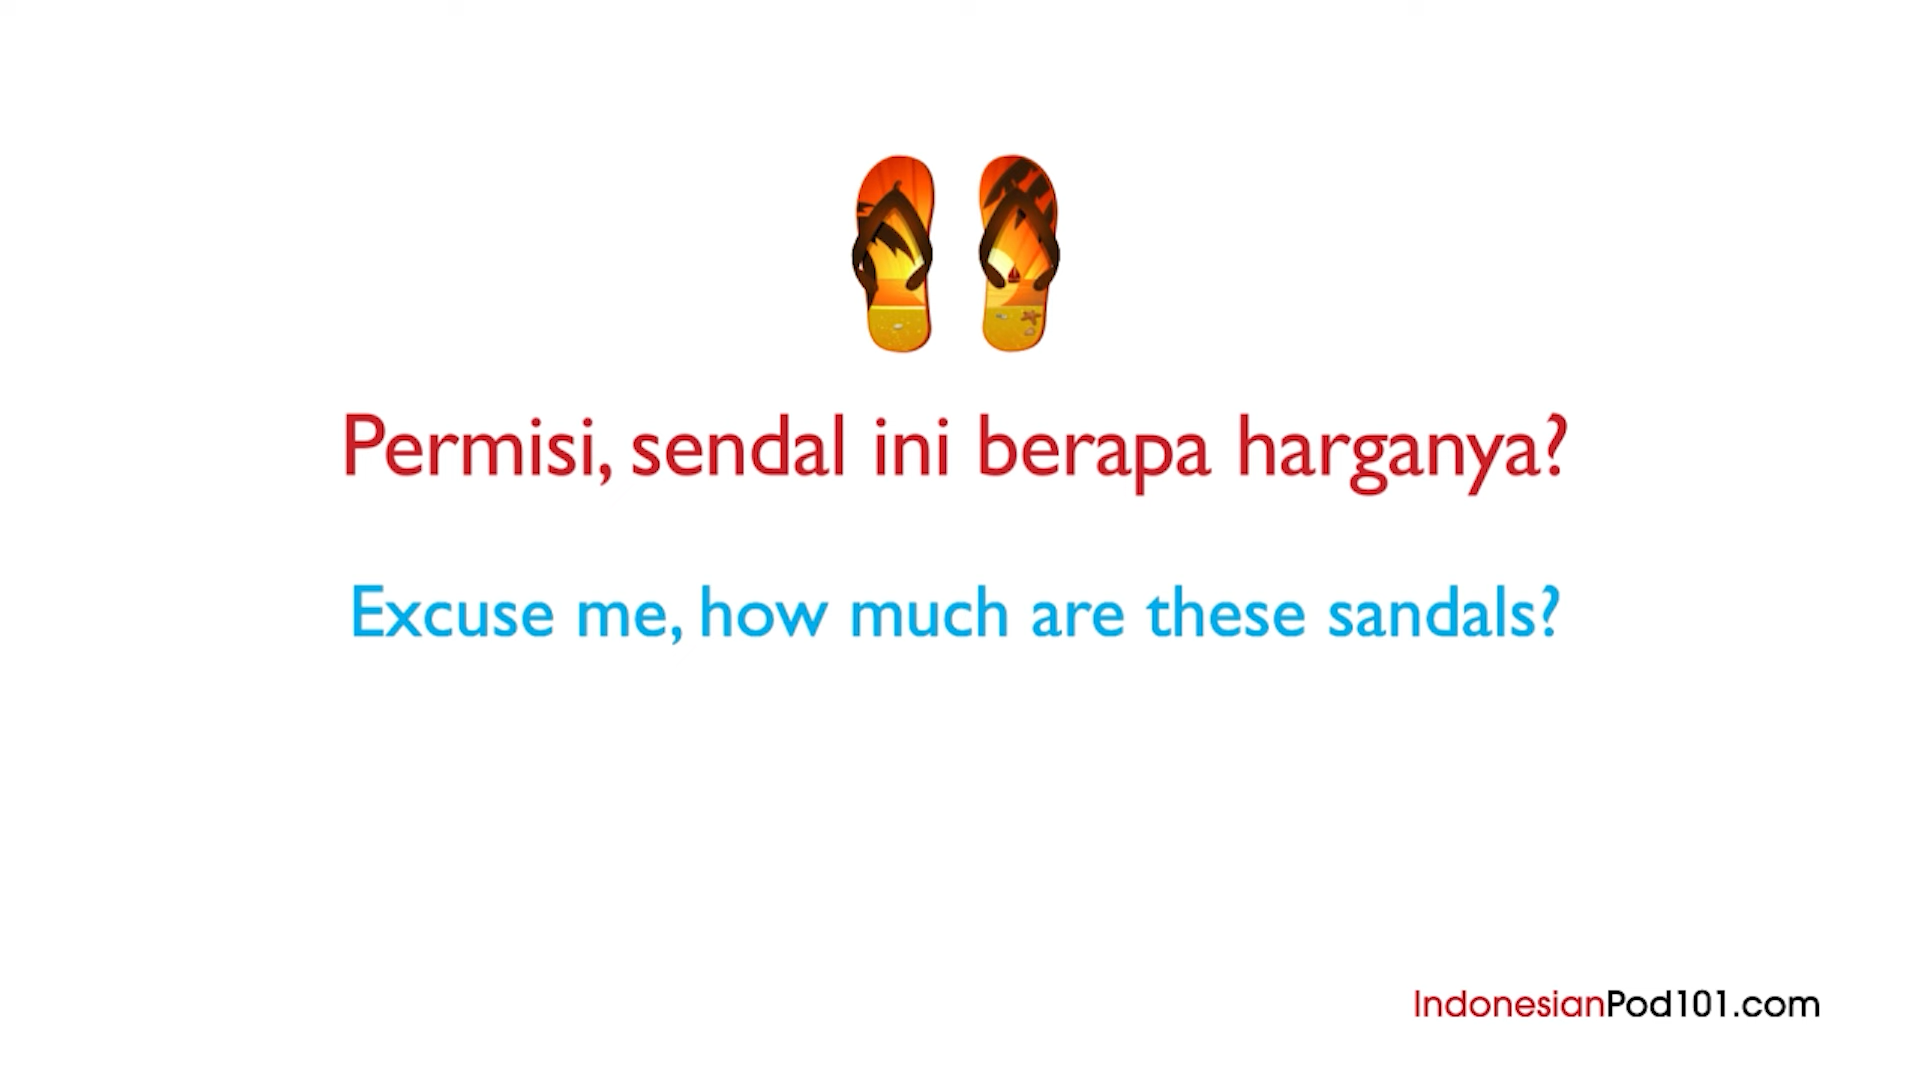 Permisi, sendal ini berapa harganya?
Excuse me, how much are these sandals?
IndonesianPod101.com